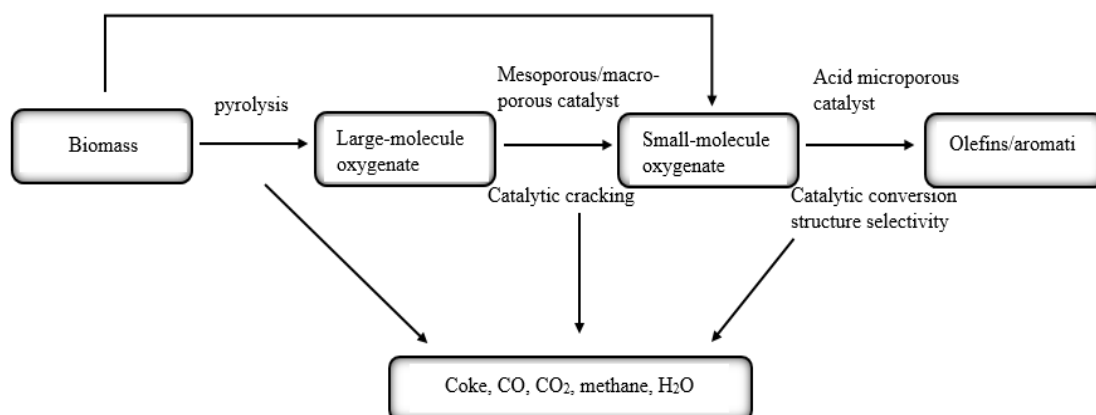 pyrolysis
Mesoporous/macro-
porous catalyst
Acid microporous
catalyst
Biomass
Large-molecule
oxygenate
Small-molecule
oxygenate
Olefins/aromati
Catalytic cracking
Catalytic conversion
structure selectivity
Coke, CO, CO₂, methane, H₂O